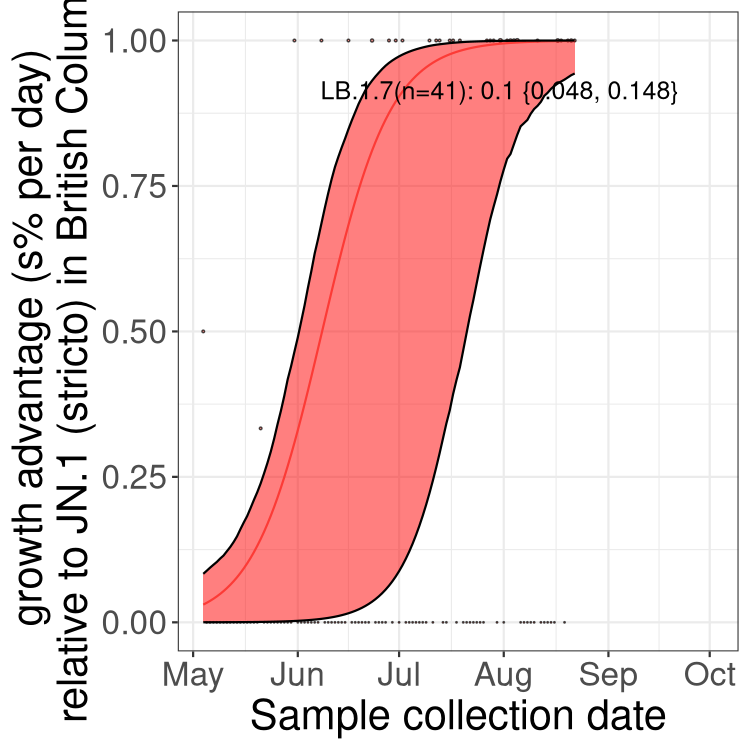 growth advantage (s% per day)
relative to JN.1 (stricto) in British Colum
1.00
0.75
0.50
0.25
0.00
LB.1.7(n=41): 0.1 {0.048, 0.148}
May Jun Jul Aug Sep Oct
Sample collection date